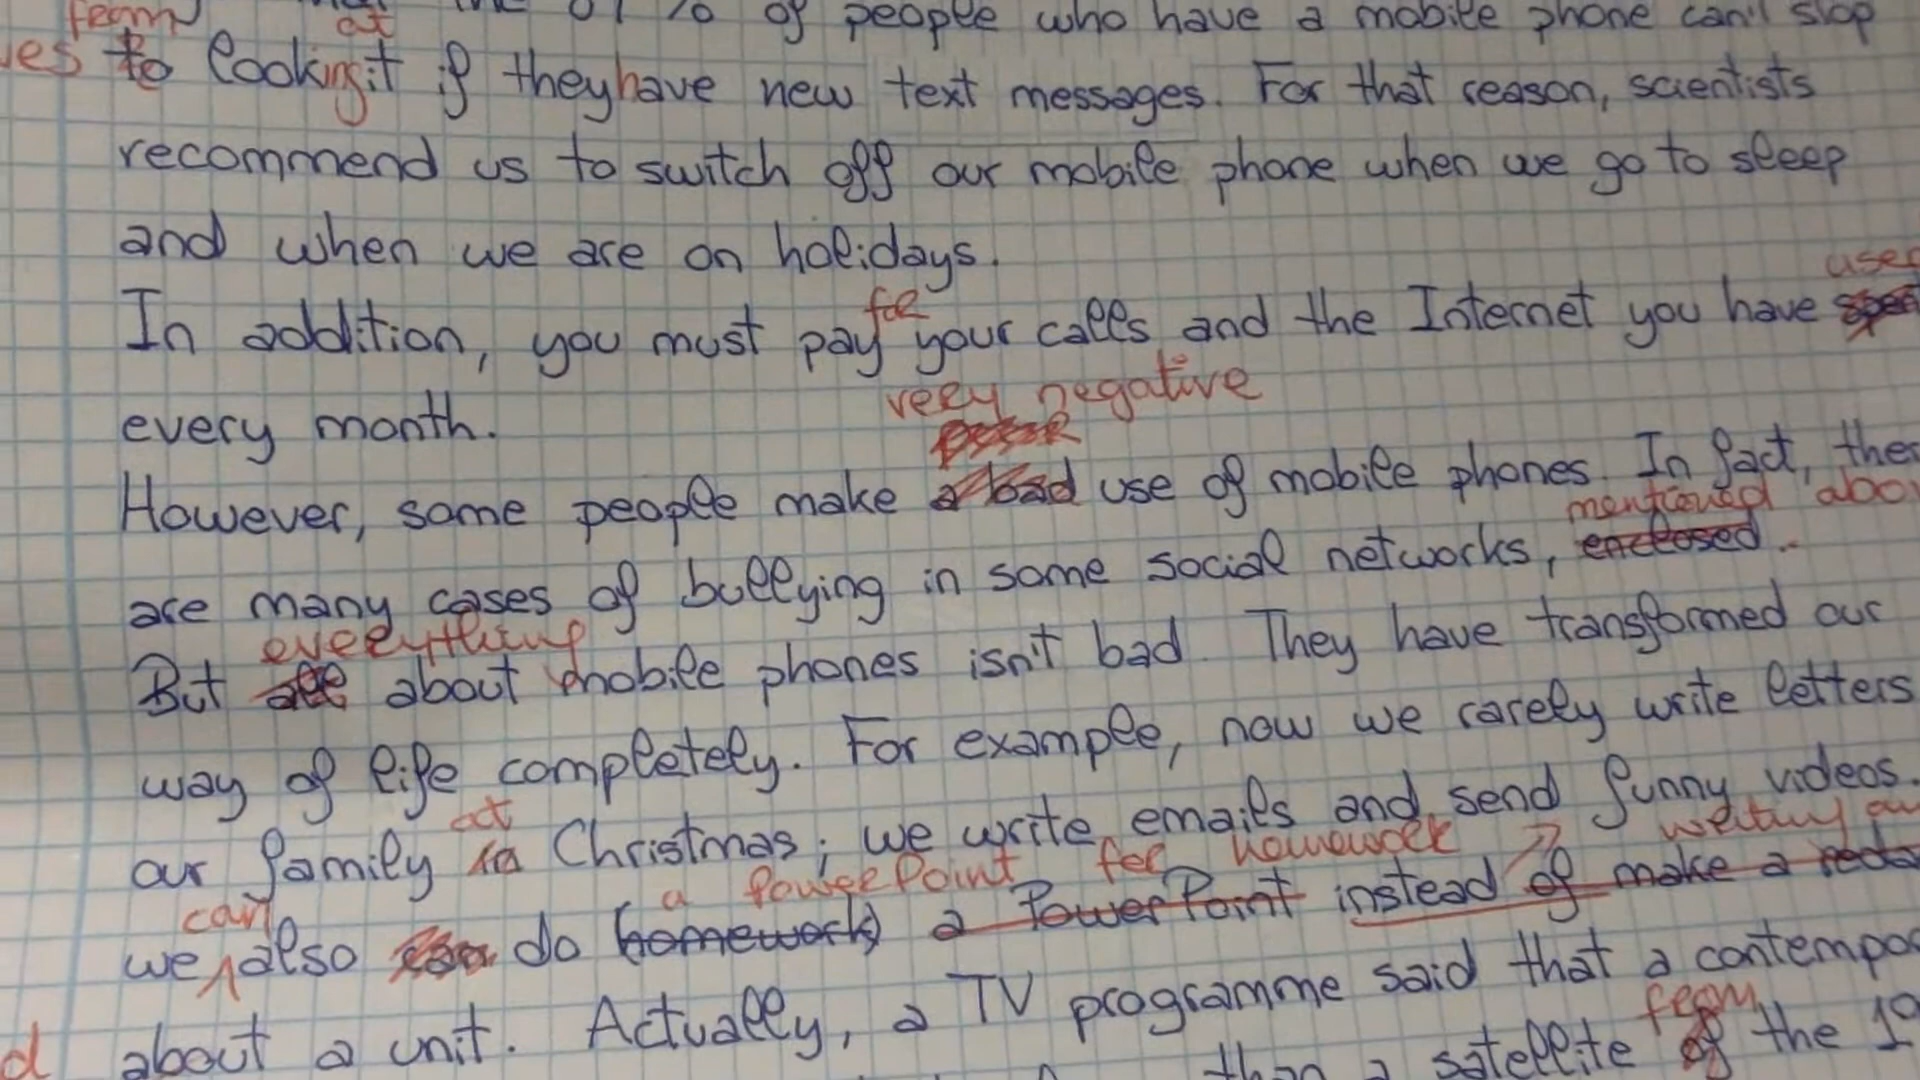 from at
of people who have a mobile phone can't stop
to looking it if they have new text messages. For that reason, scientists
recommend us to switch off our mobile phone when we go to sleep
and when we are on holidays.
for used
In addition, you must pay your calls and the Internet you have spent
every month.
very negative
However, some people make a bad use of mobile phones. In fact, ther
mentioned abo
are many cases of bullying in some social networks, enclosed..
everything
But all about mobile phones isn't bad. They have transformed our
way of life completely. For example, now we rarely write letters
at
our family in Christmas; we write emails and send funny videos.
a PowerPoint for homework writing
can
we also can do (homework) a PowerPoint instead of make a
d about a unit. Actually, a TV programme said that a contempo
from
than a satellite of the